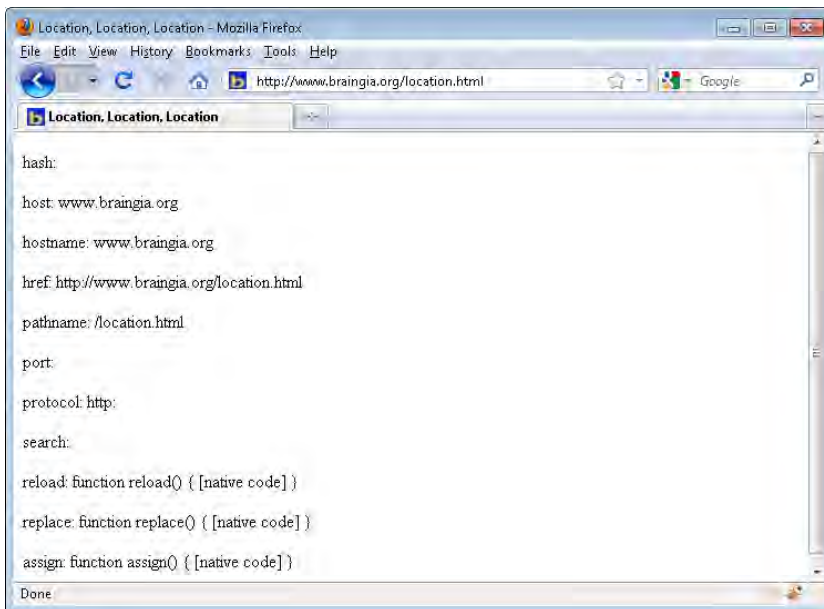 Location, Location, Location - Mozilla Firefox
File Edit View History Bookmarks Tools Help
http://www.braingia.org/location.html
Google
Location, Location, Location
hash:
host: www.braingia.org
hostname: www.braingia.org
href: http://www.braingia.org/location.html
pathname: /location.html
port:
protocol: http:
search:
reload: function reload() { [native code] }
replace: function replace() { [native code] }
assign: function assign() { [native code] }
Done